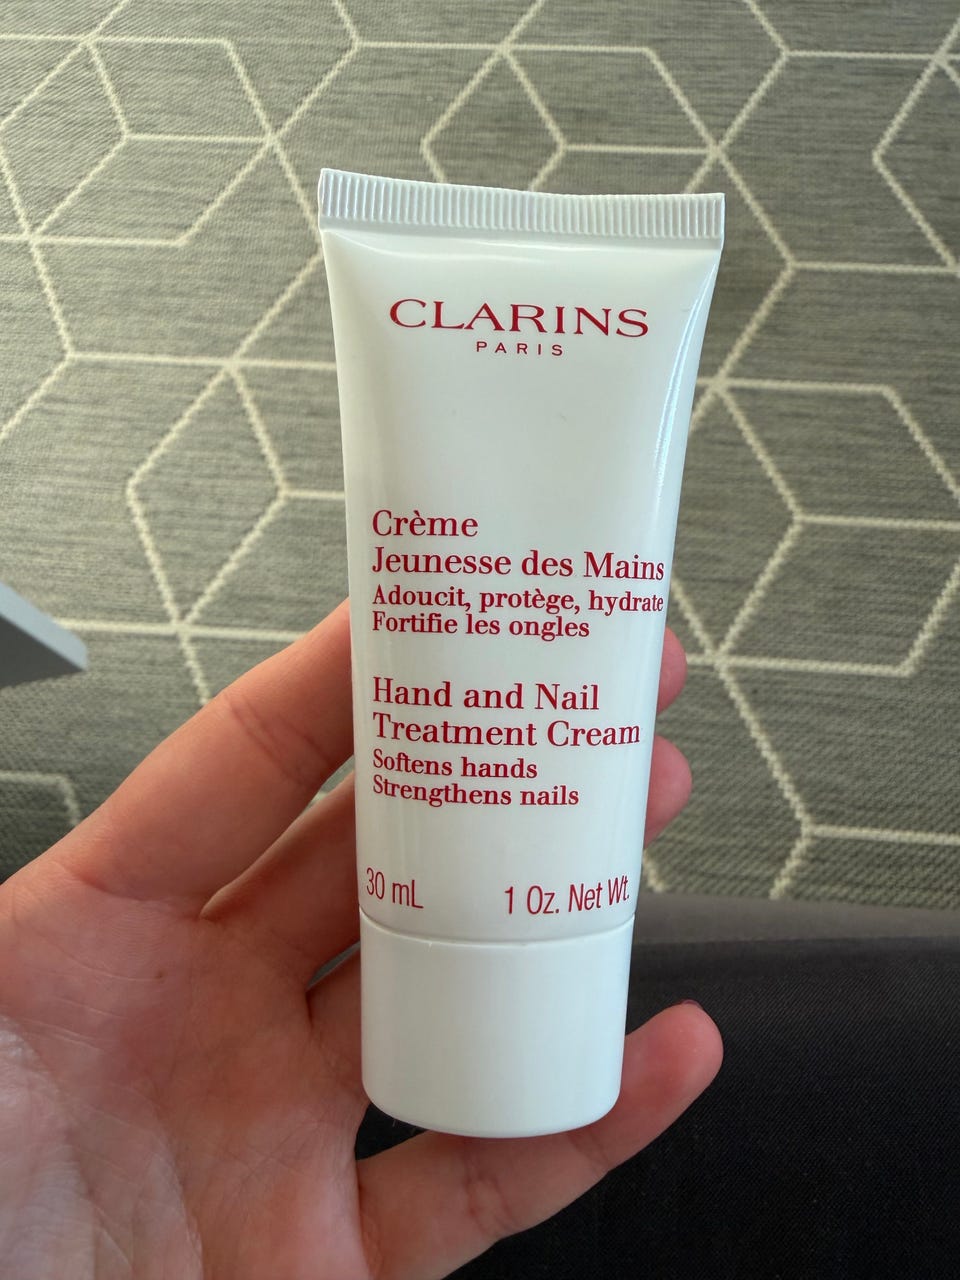 CLARINS
PARIS
Crème
Jeunesse des Mains
Adoucit, protège, hydrate
Fortifie les ongles
Hand and Nail
Treatment Cream
Softens hands
Strengthens nails
30 mL 1 Oz. Net Wt.